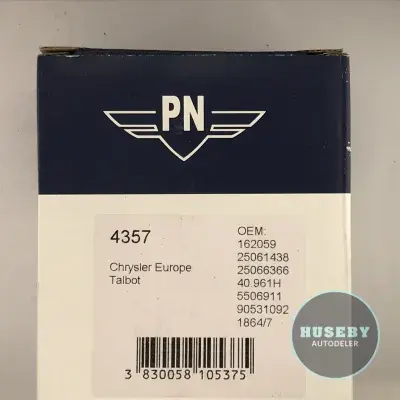 PN
4357
Chrysler Europe
Talbot
OEM:
162059
25061438
25066366
40.961H
5506911
90531092
1864/7
3 830058 105375
HUSEBY
AUTODELER